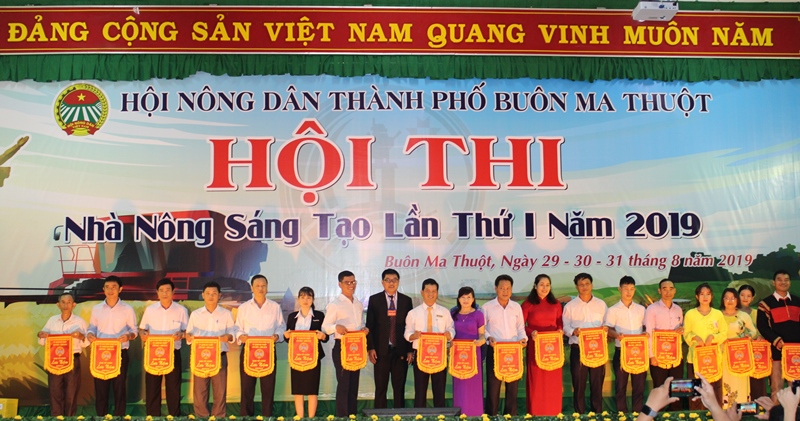 ĐẢNG CỘNG SẢN VIỆT NAM QUANG VINH MUÔN NĂM
HỘI NÔNG DÂN THÀNH PHỐ BUÔN MA THUỘT
HỘI THI
Nhà Nông Sáng Tạo Lần Thứ I Năm 2019
Buôn Ma Thuột, Ngày 29 - 30 - 31 tháng 8 năm 2019